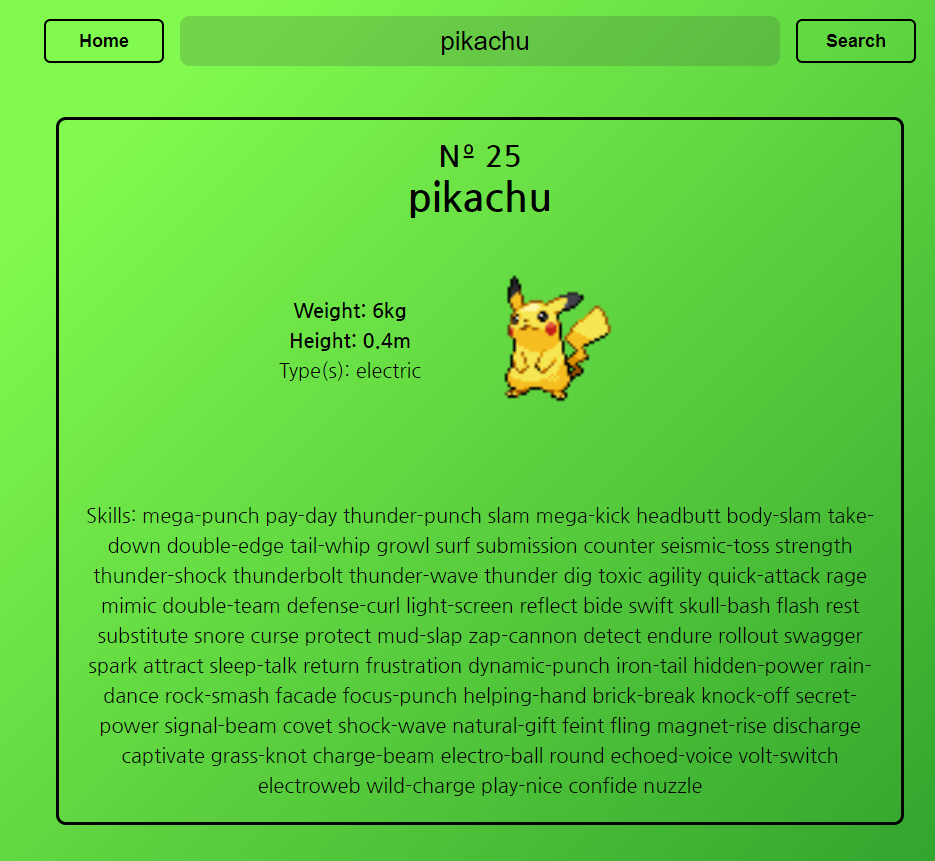 Home
pikachu
Search
Nº 25
pikachu
Weight: 6kg
Height: 0.4m
Type(s): electric
Skills: mega-punch pay-day thunder-punch slam mega-kick headbutt body-slam take-
down double-edge tail-whip growl surf submission counter seismic-toss strength
thunder-shock thunderbolt thunder-wave thunder dig toxic agility quick-attack rage
mimic double-team defense-curl light-screen reflect bide swift skull-bash flash rest
substitute snore curse protect mud-slap zap-cannon detect endure rollout swagger
spark attract sleep-talk return frustration dynamic-punch iron-tail hidden-power rain-
dance rock-smash facade focus-punch helping-hand brick-break knock-off secret-
power signal-beam covet shock-wave natural-gift feint fling magnet-rise discharge
captivate grass-knot charge-beam electro-ball round echoed-voice volt-switch
electroweb wild-charge play-nice confide nuzzle